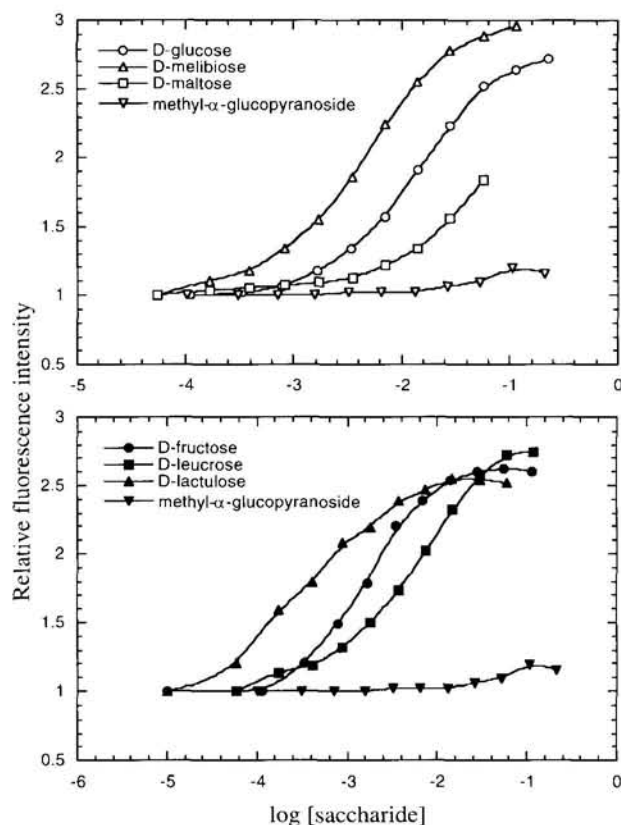 3
2.5
2
1.5
1
0.5
D-glucose
D-melibiose
D-maltose
methyl-α-glucopyranoside
-5 -4 -3 -2 -1 0
3
2.5
2
1.5
1
0.5
D-fructose
D-leucrose
D-lactulose
methyl-α-glucopyranoside
-6 -5 -4 -3 -2 -1 0
Relative fluorescence intensity
log [saccharide]